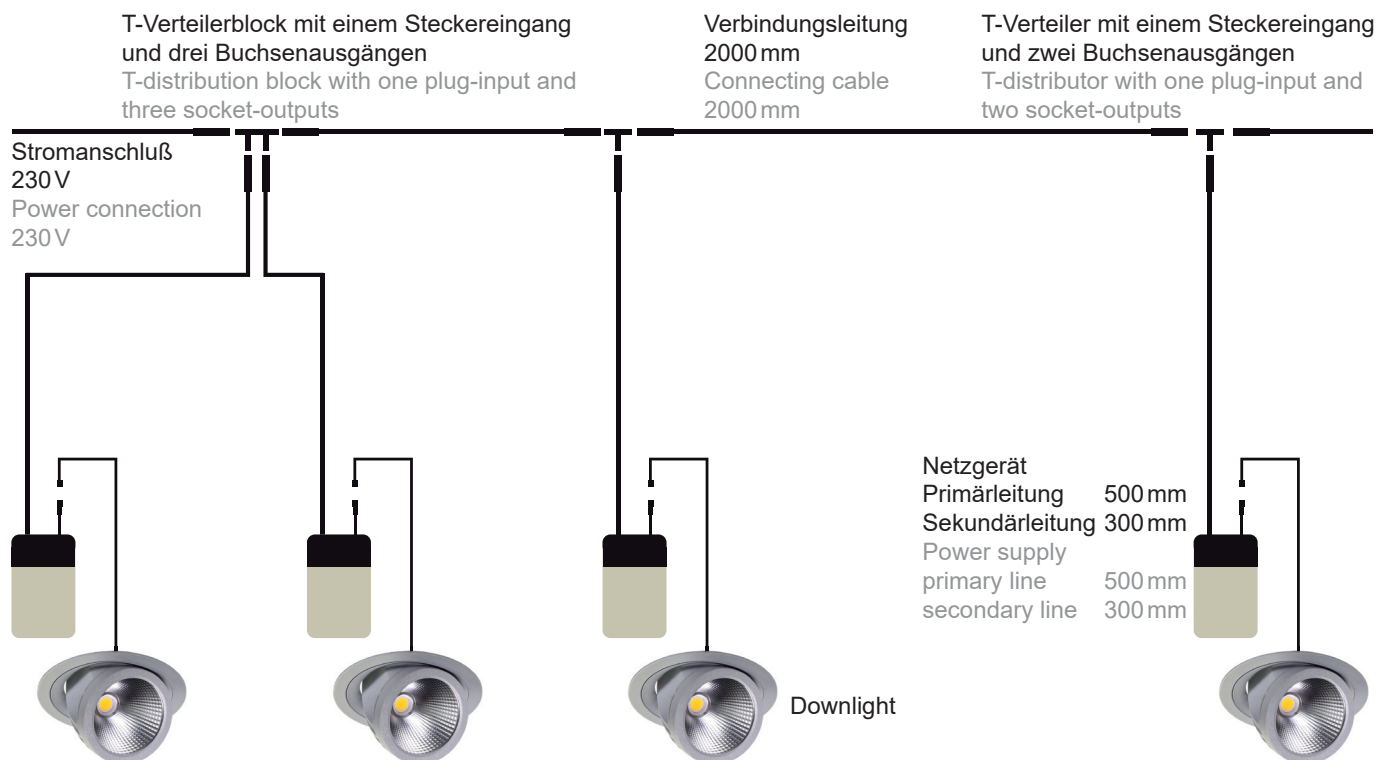 T-Verteilerblock mit einem Steckereingang
und drei Buchsenausgängen
T-distribution block with one plug-input and
three socket-outputs
Verbindungsleitung
2000 mm
Connecting cable
2000 mm
T-Verteiler mit einem Steckereingang
und zwei Buchsenausgängen
T-distributor with one plug-input and
two socket-outputs
Stromanschluß
230 V
Power connection
230 V
Netzgerät
Primärleitung 500 mm
Sekundärleitung 300 mm
Power supply
primary line 500 mm
secondary line 300 mm
Downlight